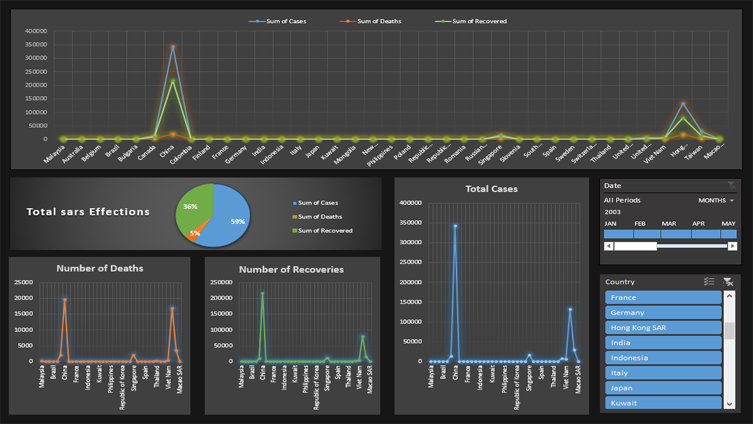 Sum of Cases Sum of Deaths Sum of Recovered
400000
350000
300000
250000
200000
150000
100000
50000
0
Malaysia Australia Belgium Brazil Bulgaria Canada China Colombia Finland France Germany India Indonesia Italy Japan Kuwait Mongolia New... Philippines Poland Republic... Republic... Romania Russian... Singapore Slovenia South... Spain Sweden Switzerla... Thailand United... United... Viet Nam Hong... Taiwan Macao...
Total sars Effections
36%
5%
59%
Sum of Cases
Sum of Deaths
Sum of Recovered
Number of Deaths
25000
20000
15000
10000
5000
0
Malaysia Brazil China France Indonesia Kuwait Philippines Republic of Korea Singapore Spain Thailand Viet Nam Macao SAR
Number of Recoveries
250000
200000
150000
100000
50000
0
Malaysia Brazil China France Indonesia Kuwait Philippines Republic of Korea Singapore Spain Thailand Viet Nam Macao SAR
Total Cases
400000
350000
300000
250000
200000
150000
100000
50000
0
Malaysia Brazil China France Indonesia Kuwait Philippines Republic of Korea Singapore Spain Thailand Viet Nam Macao SAR
Date
All Periods MONTHS
2003
JAN FEB MAR APR MAY
Country
France
Germany
Hong Kong SAR
India
Indonesia
Italy
Japan
Kuwait